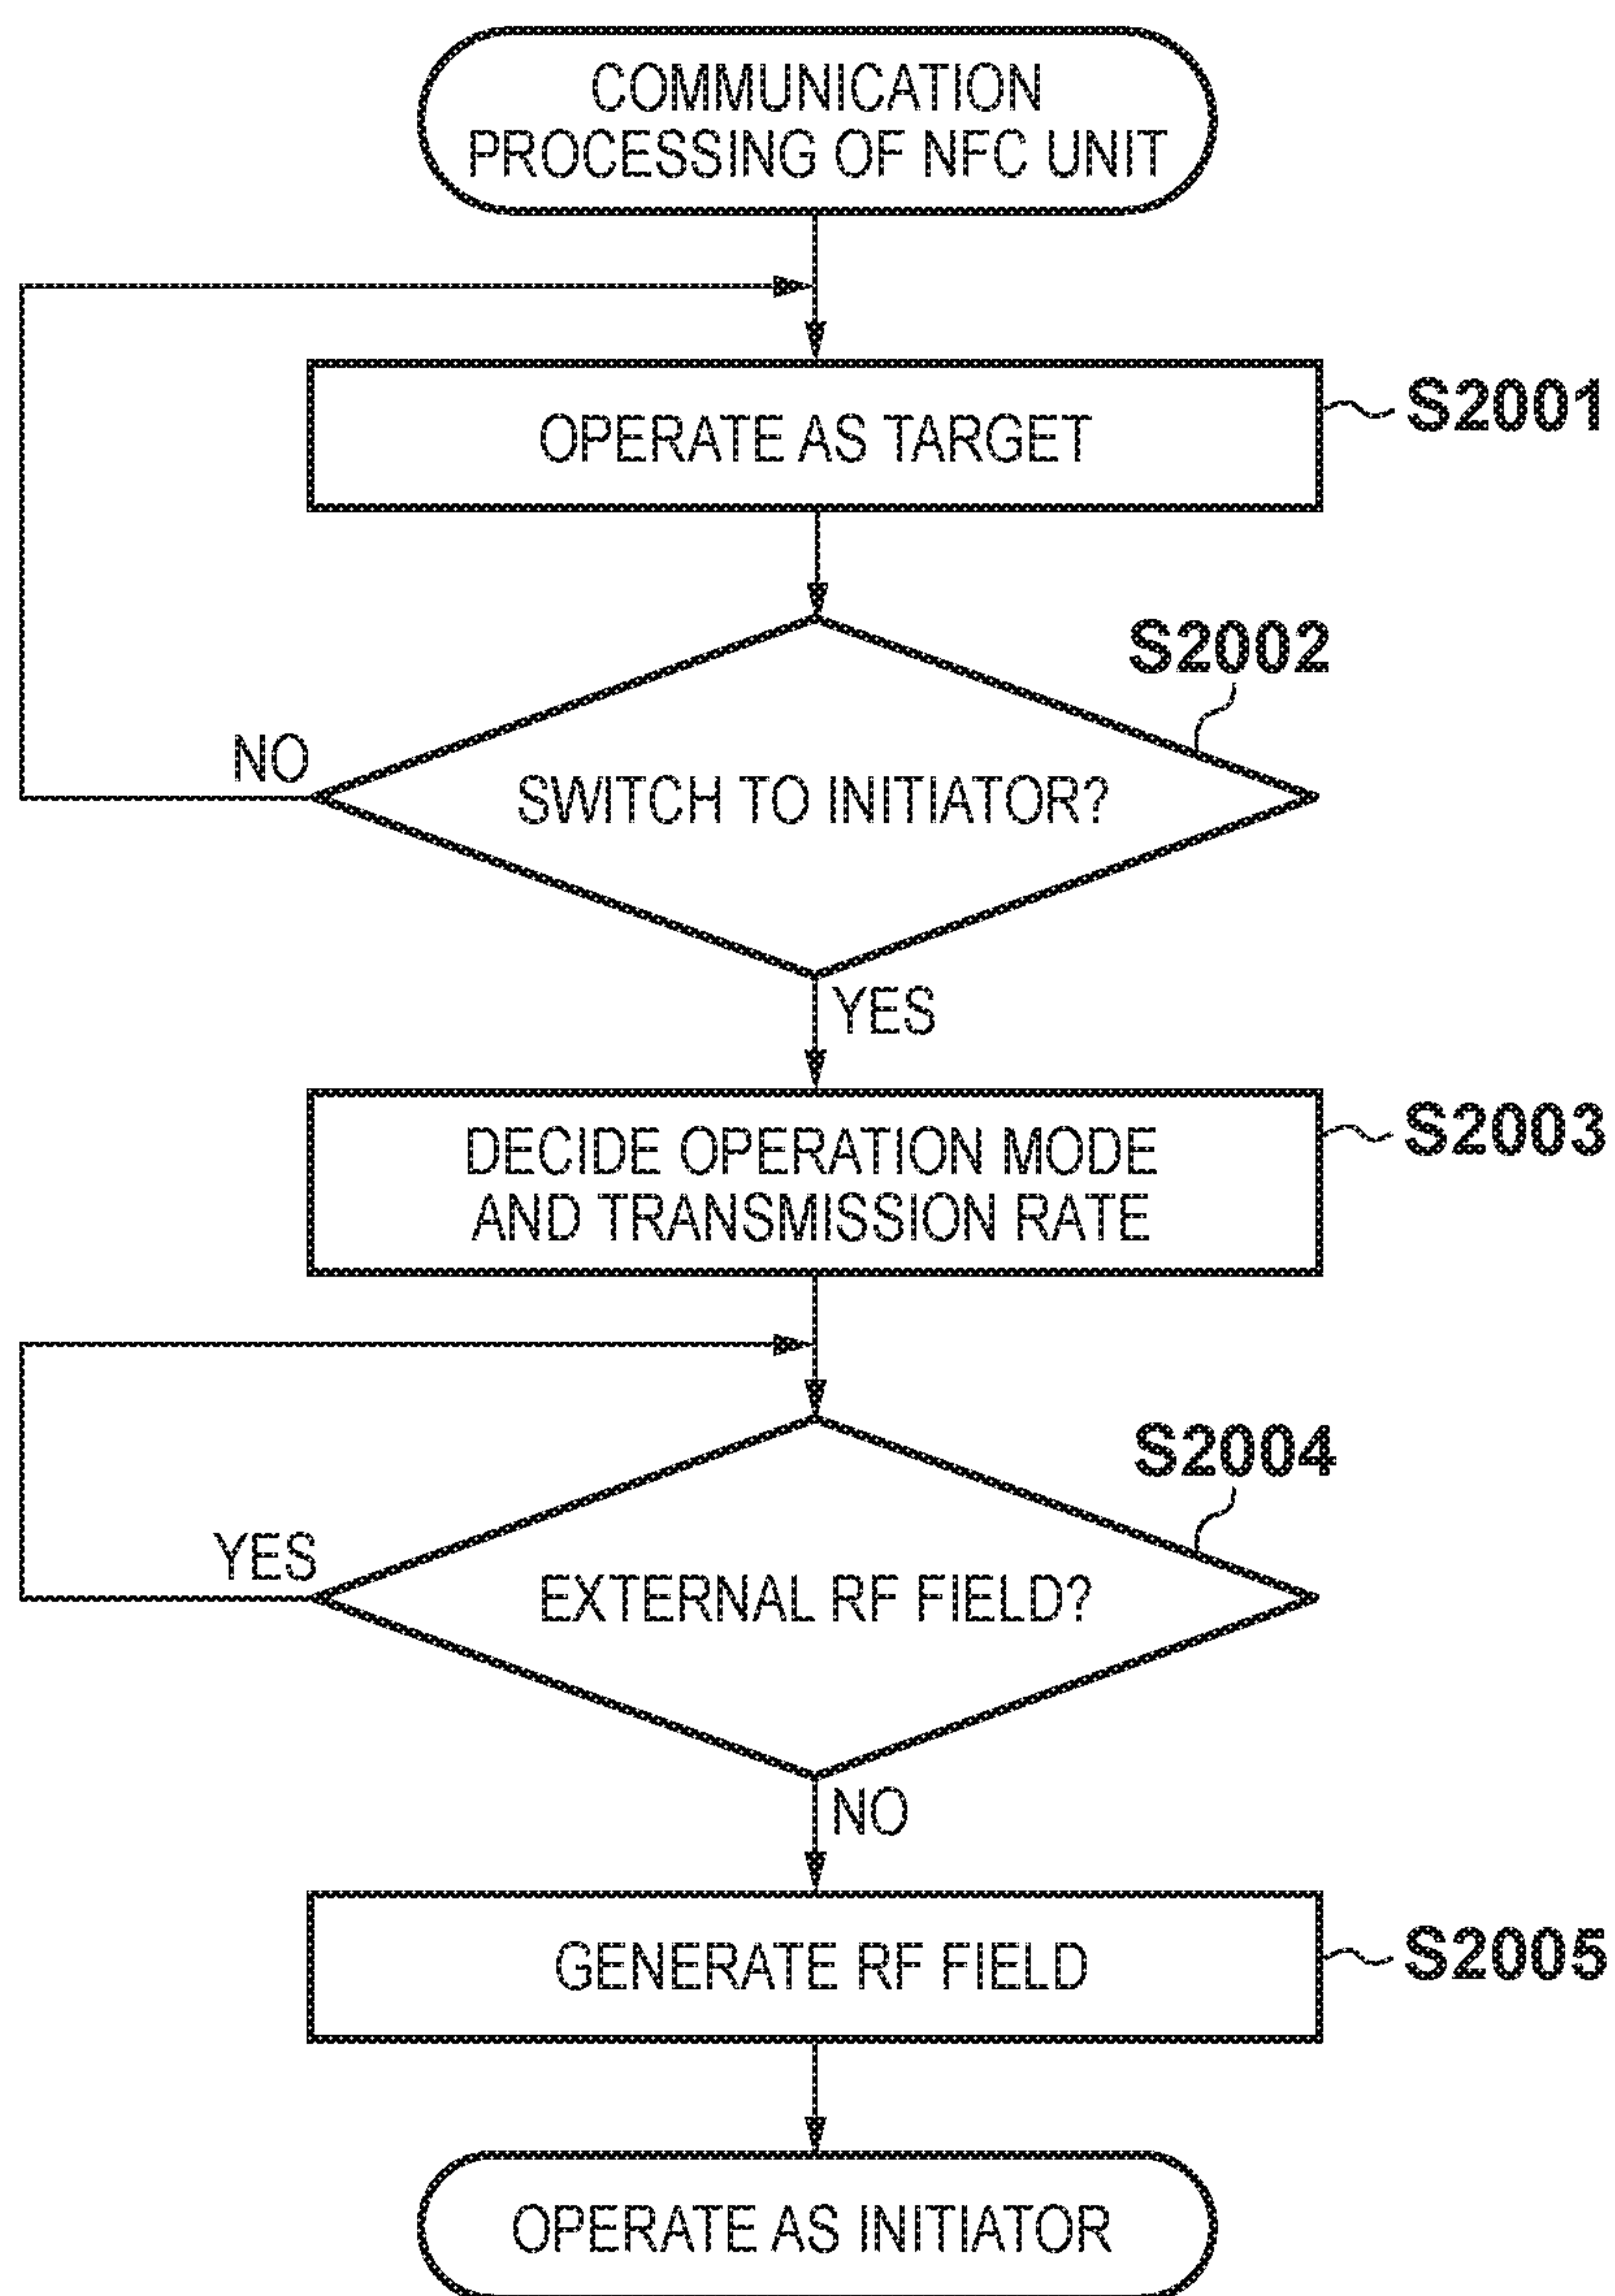 COMMUNICATION
PROCESSING OF NFC UNIT
OPERATE AS TARGET
S2001
S2002
NO
SWITCH TO INITIATOR?
YES
DECIDE OPERATION MODE
AND TRANSMISSION RATE
S2003
S2004
YES
EXTERNAL RF FIELD?
NO
GENERATE RF FIELD
S2005
OPERATE AS INITIATOR